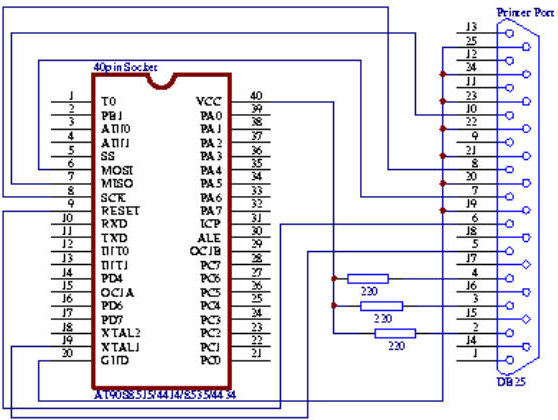 Printer Port
40pin Socket
1 T0 VCC 40
2 PB1 PA0 39
3 AIN0 PA1 38
4 AIN1 PA2 37
5 SS PA3 36
6 MOSI PA4 35
7 MISO PA5 34
8 SCK PA6 33
9 RESET PA7 32
10 RXD ICP 31
11 TXD ALE 30
12 INT0 OC1B 29
13 INT1 PC7 28
14 PD4 PC6 27
15 OC1A PC5 26
16 PD6 PC4 25
17 PD7 PC3 24
18 XTAL2 PC2 23
19 XTAL1 PC1 22
20 GND PC0 21
AT90S8515/4414/8535/4434
220
220
220
13
25
12
24
11
23
10
22
9
21
8
20
7
19
6
18
5
17
4
16
3
15
2
14
1
DB25